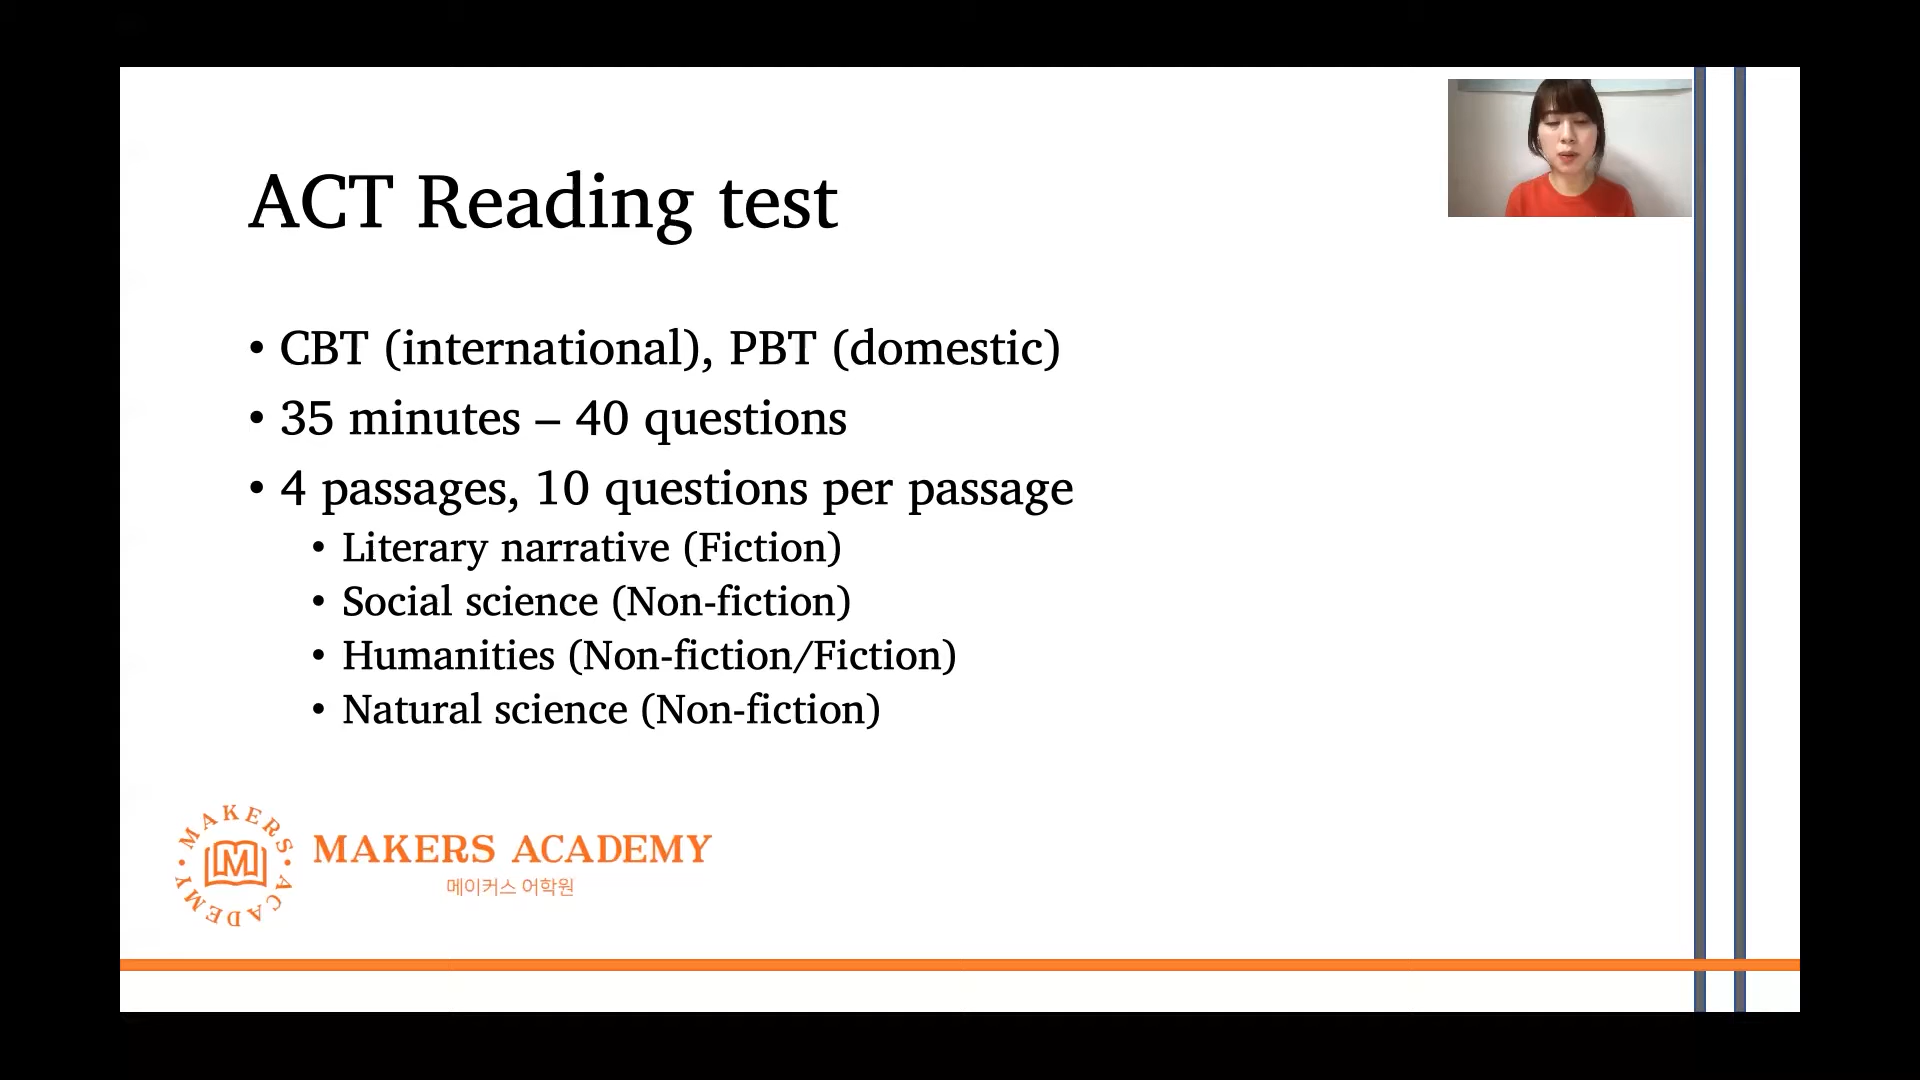 ACT Reading test
• CBT (international), PBT (domestic)
• 35 minutes – 40 questions
• 4 passages, 10 questions per passage
• Literary narrative (Fiction)
• Social science (Non-fiction)
• Humanities (Non-fiction/Fiction)
• Natural science (Non-fiction)
MAKERS · ACADEMY ·
M
MAKERS ACADEMY
메이커스 어학원